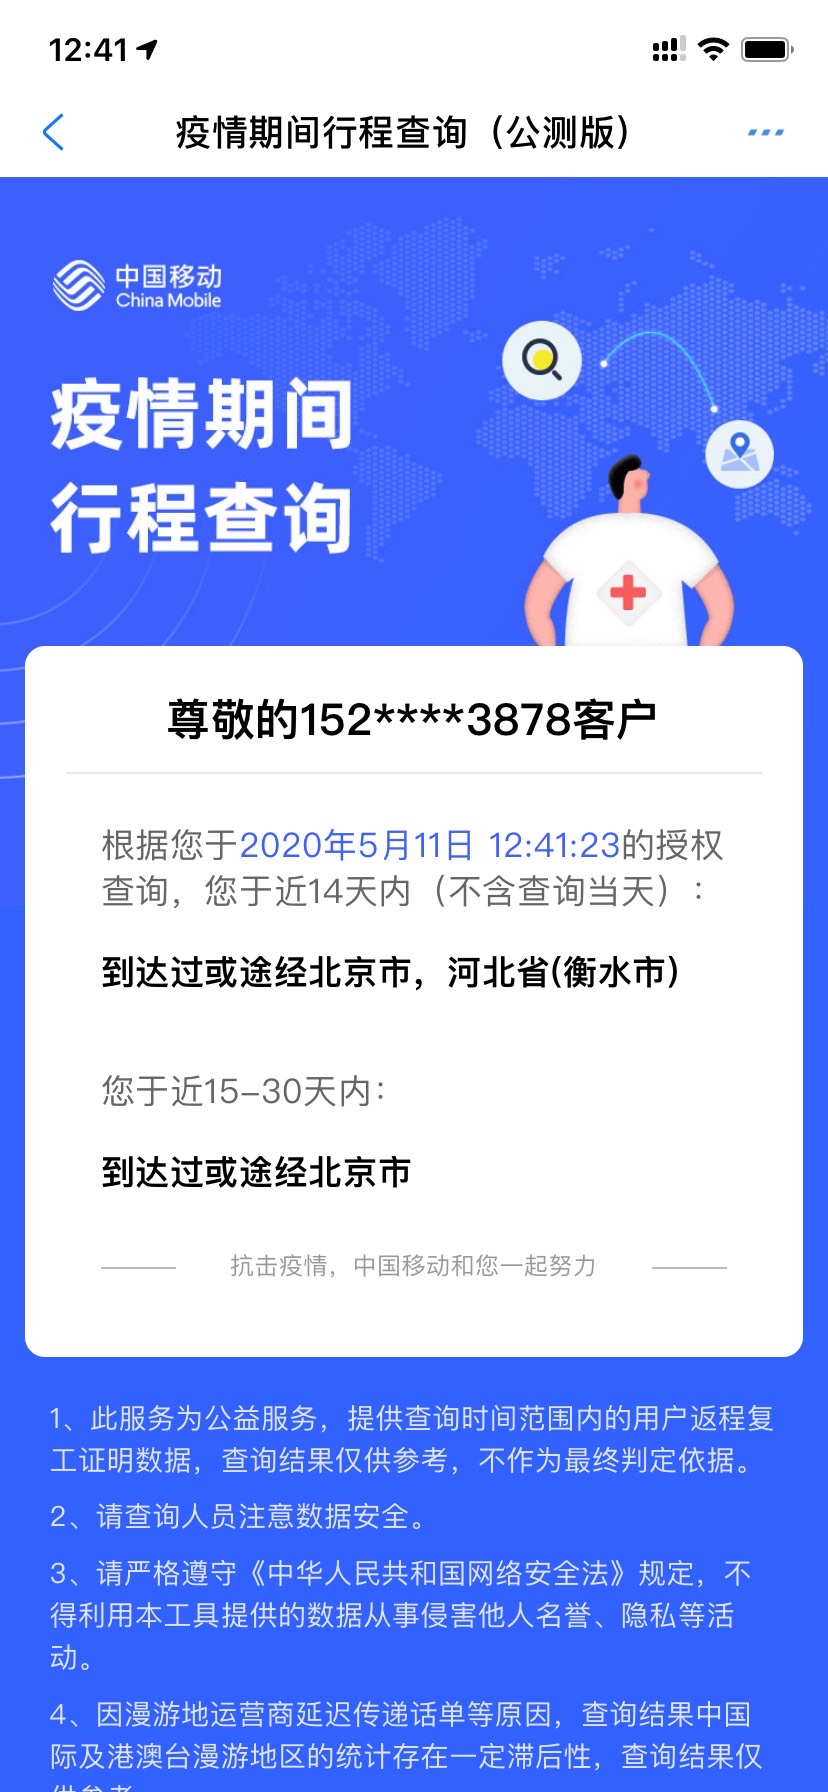 12:41
疫情期间行程查询（公测版）
中国移动
China Mobile
疫情期间
行程查询
尊敬的152****3878客户
根据您于2020年5月11日 12:41:23的授权
查询，您于近14天内（不含查询当天）：
到达过或途经北京市，河北省(衡水市)
您于近15-30天内：
到达过或途经北京市
抗击疫情，中国移动和您一起努力
1、此服务为公益服务，提供查询时间范围内的用户返程复
工证明数据，查询结果仅供参考，不作为最终判定依据。
2、请查询人员注意数据安全。
3、请严格遵守《中华人民共和国网络安全法》规定，不
得利用本工具提供的数据从事侵害他人名誉、隐私等活
动。
4、因漫游地运营商延迟传递话单等原因，查询结果中国
际及港澳台漫游地区的统计存在一定滞后性，查询结果仅